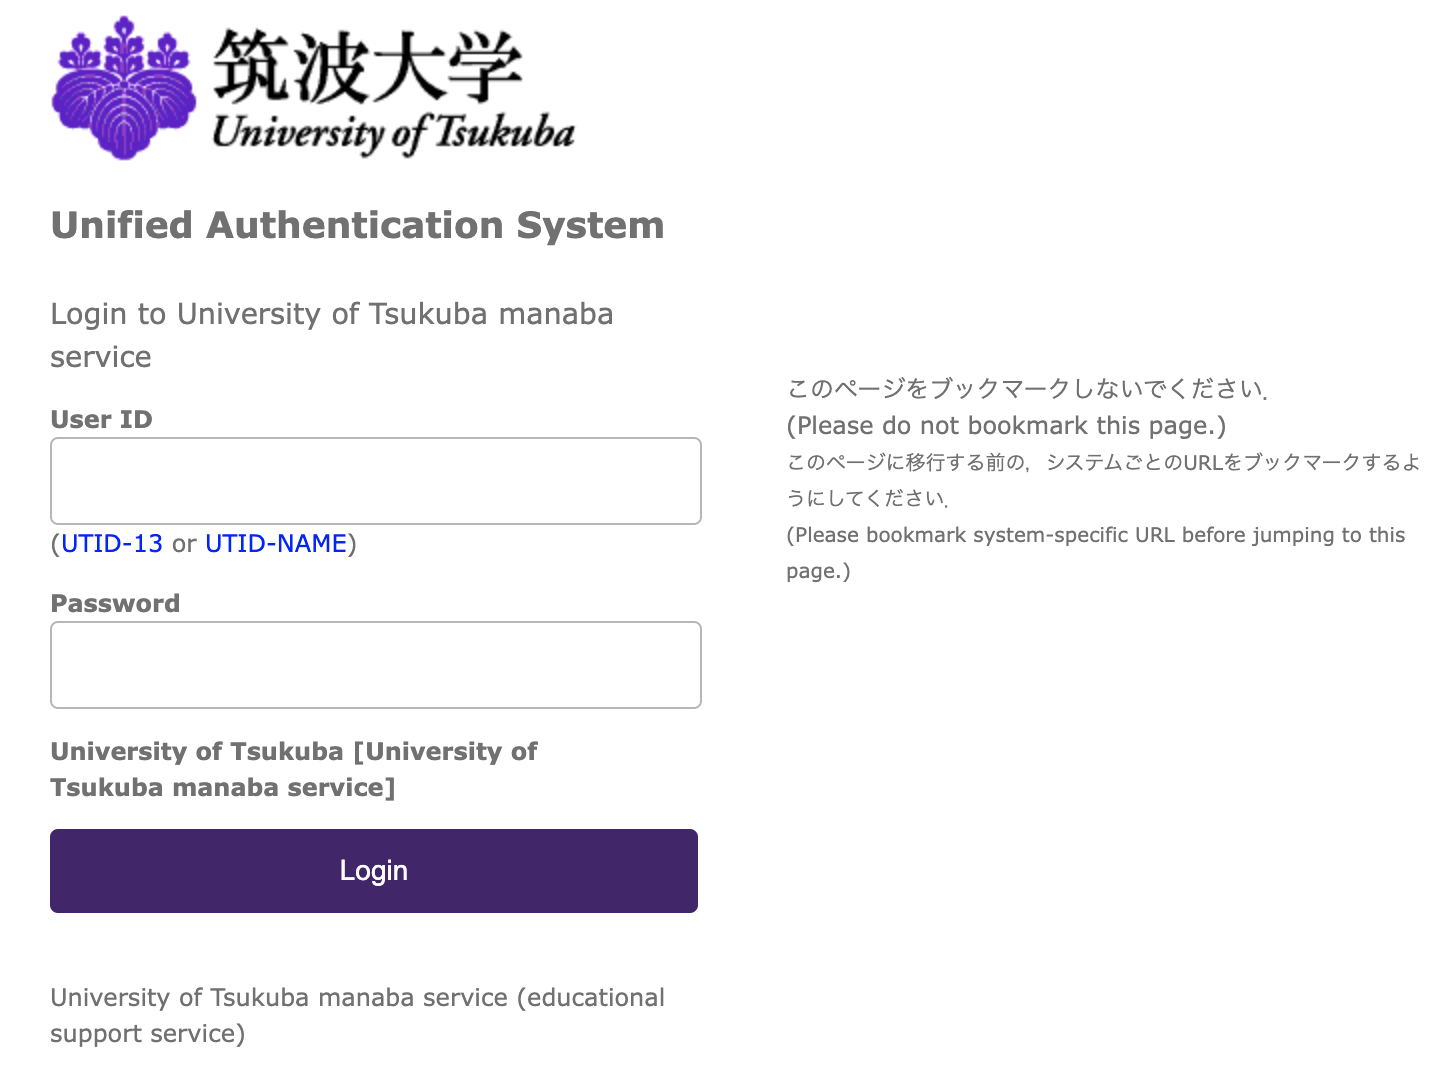 筑波大学
University of Tsukuba
Unified Authentication System
Login to University of Tsukuba manaba
service
User ID
(UTID-13 or UTID-NAME)
Password
University of Tsukuba [University of
Tsukuba manaba service]
Login
University of Tsukuba manaba service (educational
support service)
このページをブックマークしないでください.
(Please do not bookmark this page.)
このページに移行する前の，システムごとのURLをブックマークするよ
うにしてください.
(Please bookmark system-specific URL before jumping to this
page.)